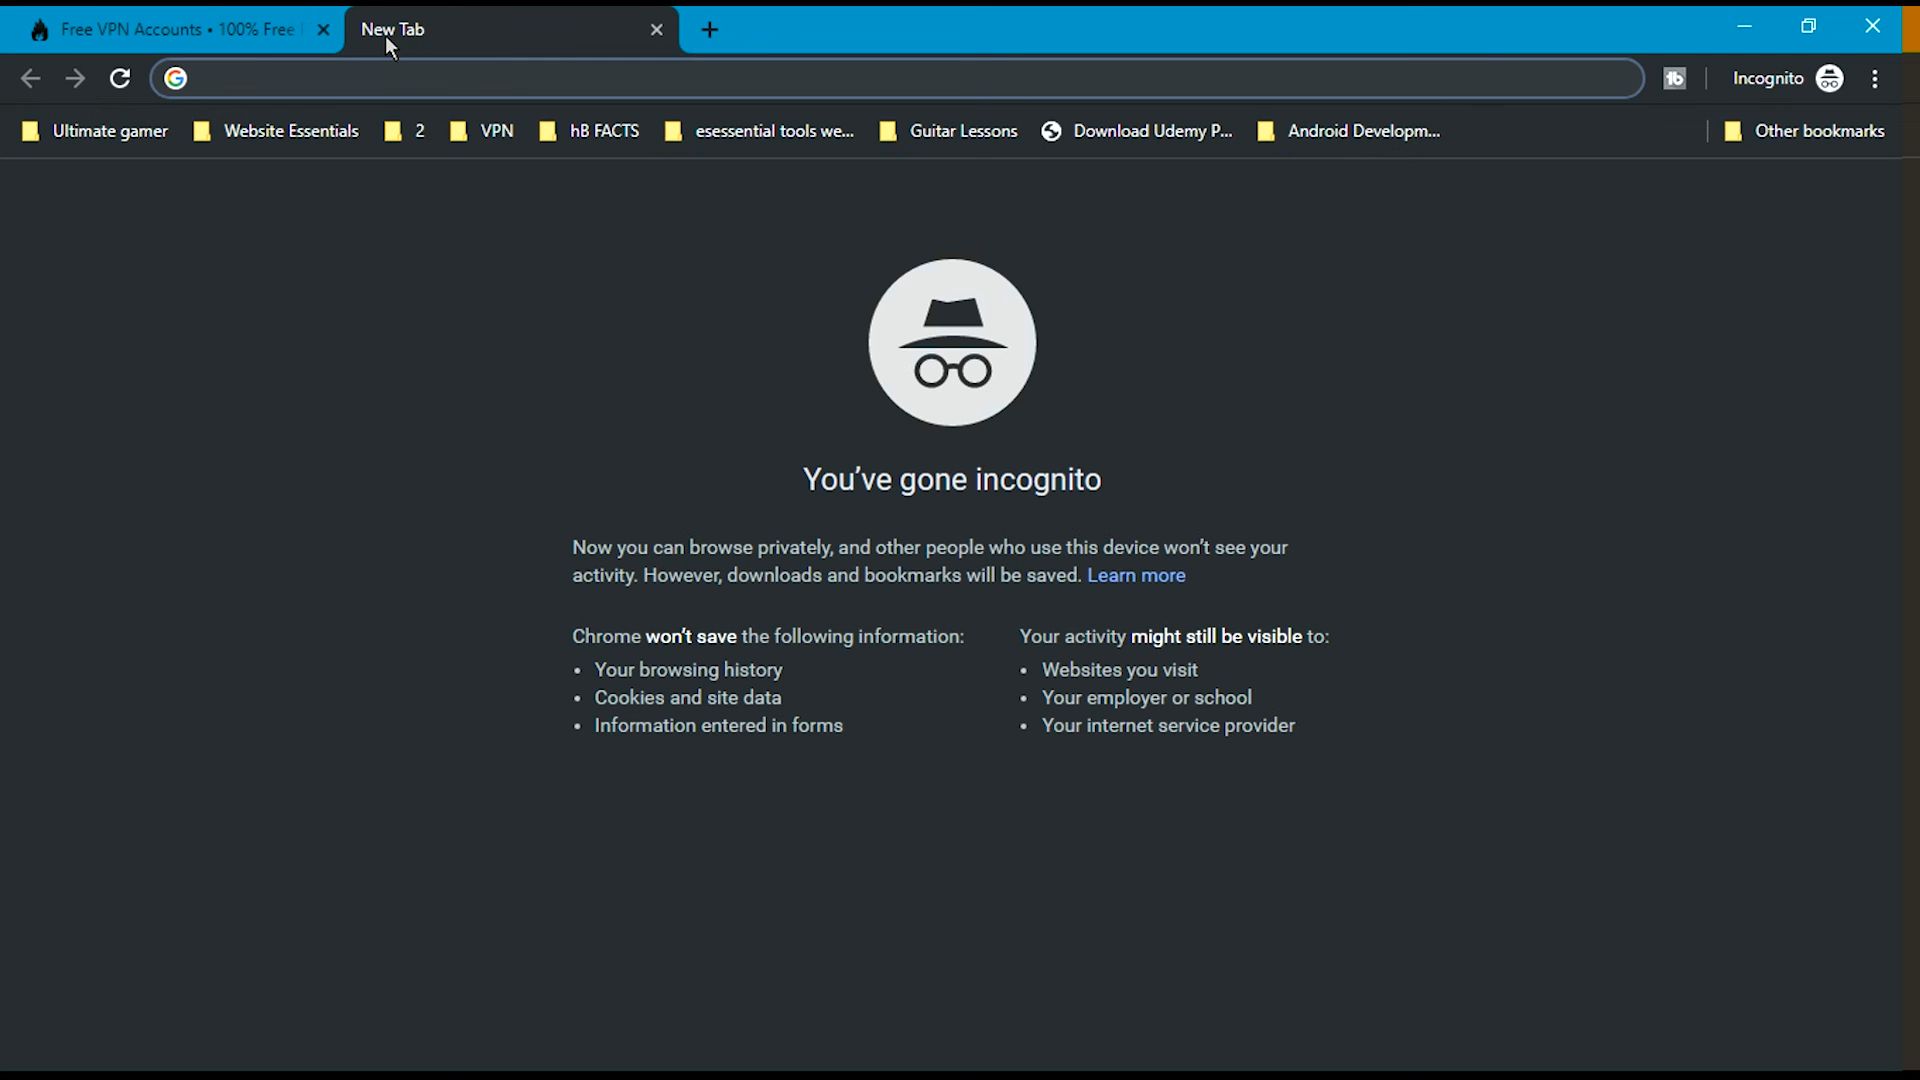 Free VPN Accounts • 100% Free
New Tab
Incognito
Ultimate gamer
Website Essentials
2
VPN
hB FACTS
esessential tools we...
Guitar Lessons
Download Udemy P...
Android Developm...
Other bookmarks
You've gone incognito
Now you can browse privately, and other people who use this device won't see your
activity. However, downloads and bookmarks will be saved. Learn more
Chrome won't save the following information:
• Your browsing history
• Cookies and site data
• Information entered in forms
Your activity might still be visible to:
• Websites you visit
• Your employer or school
• Your internet service provider